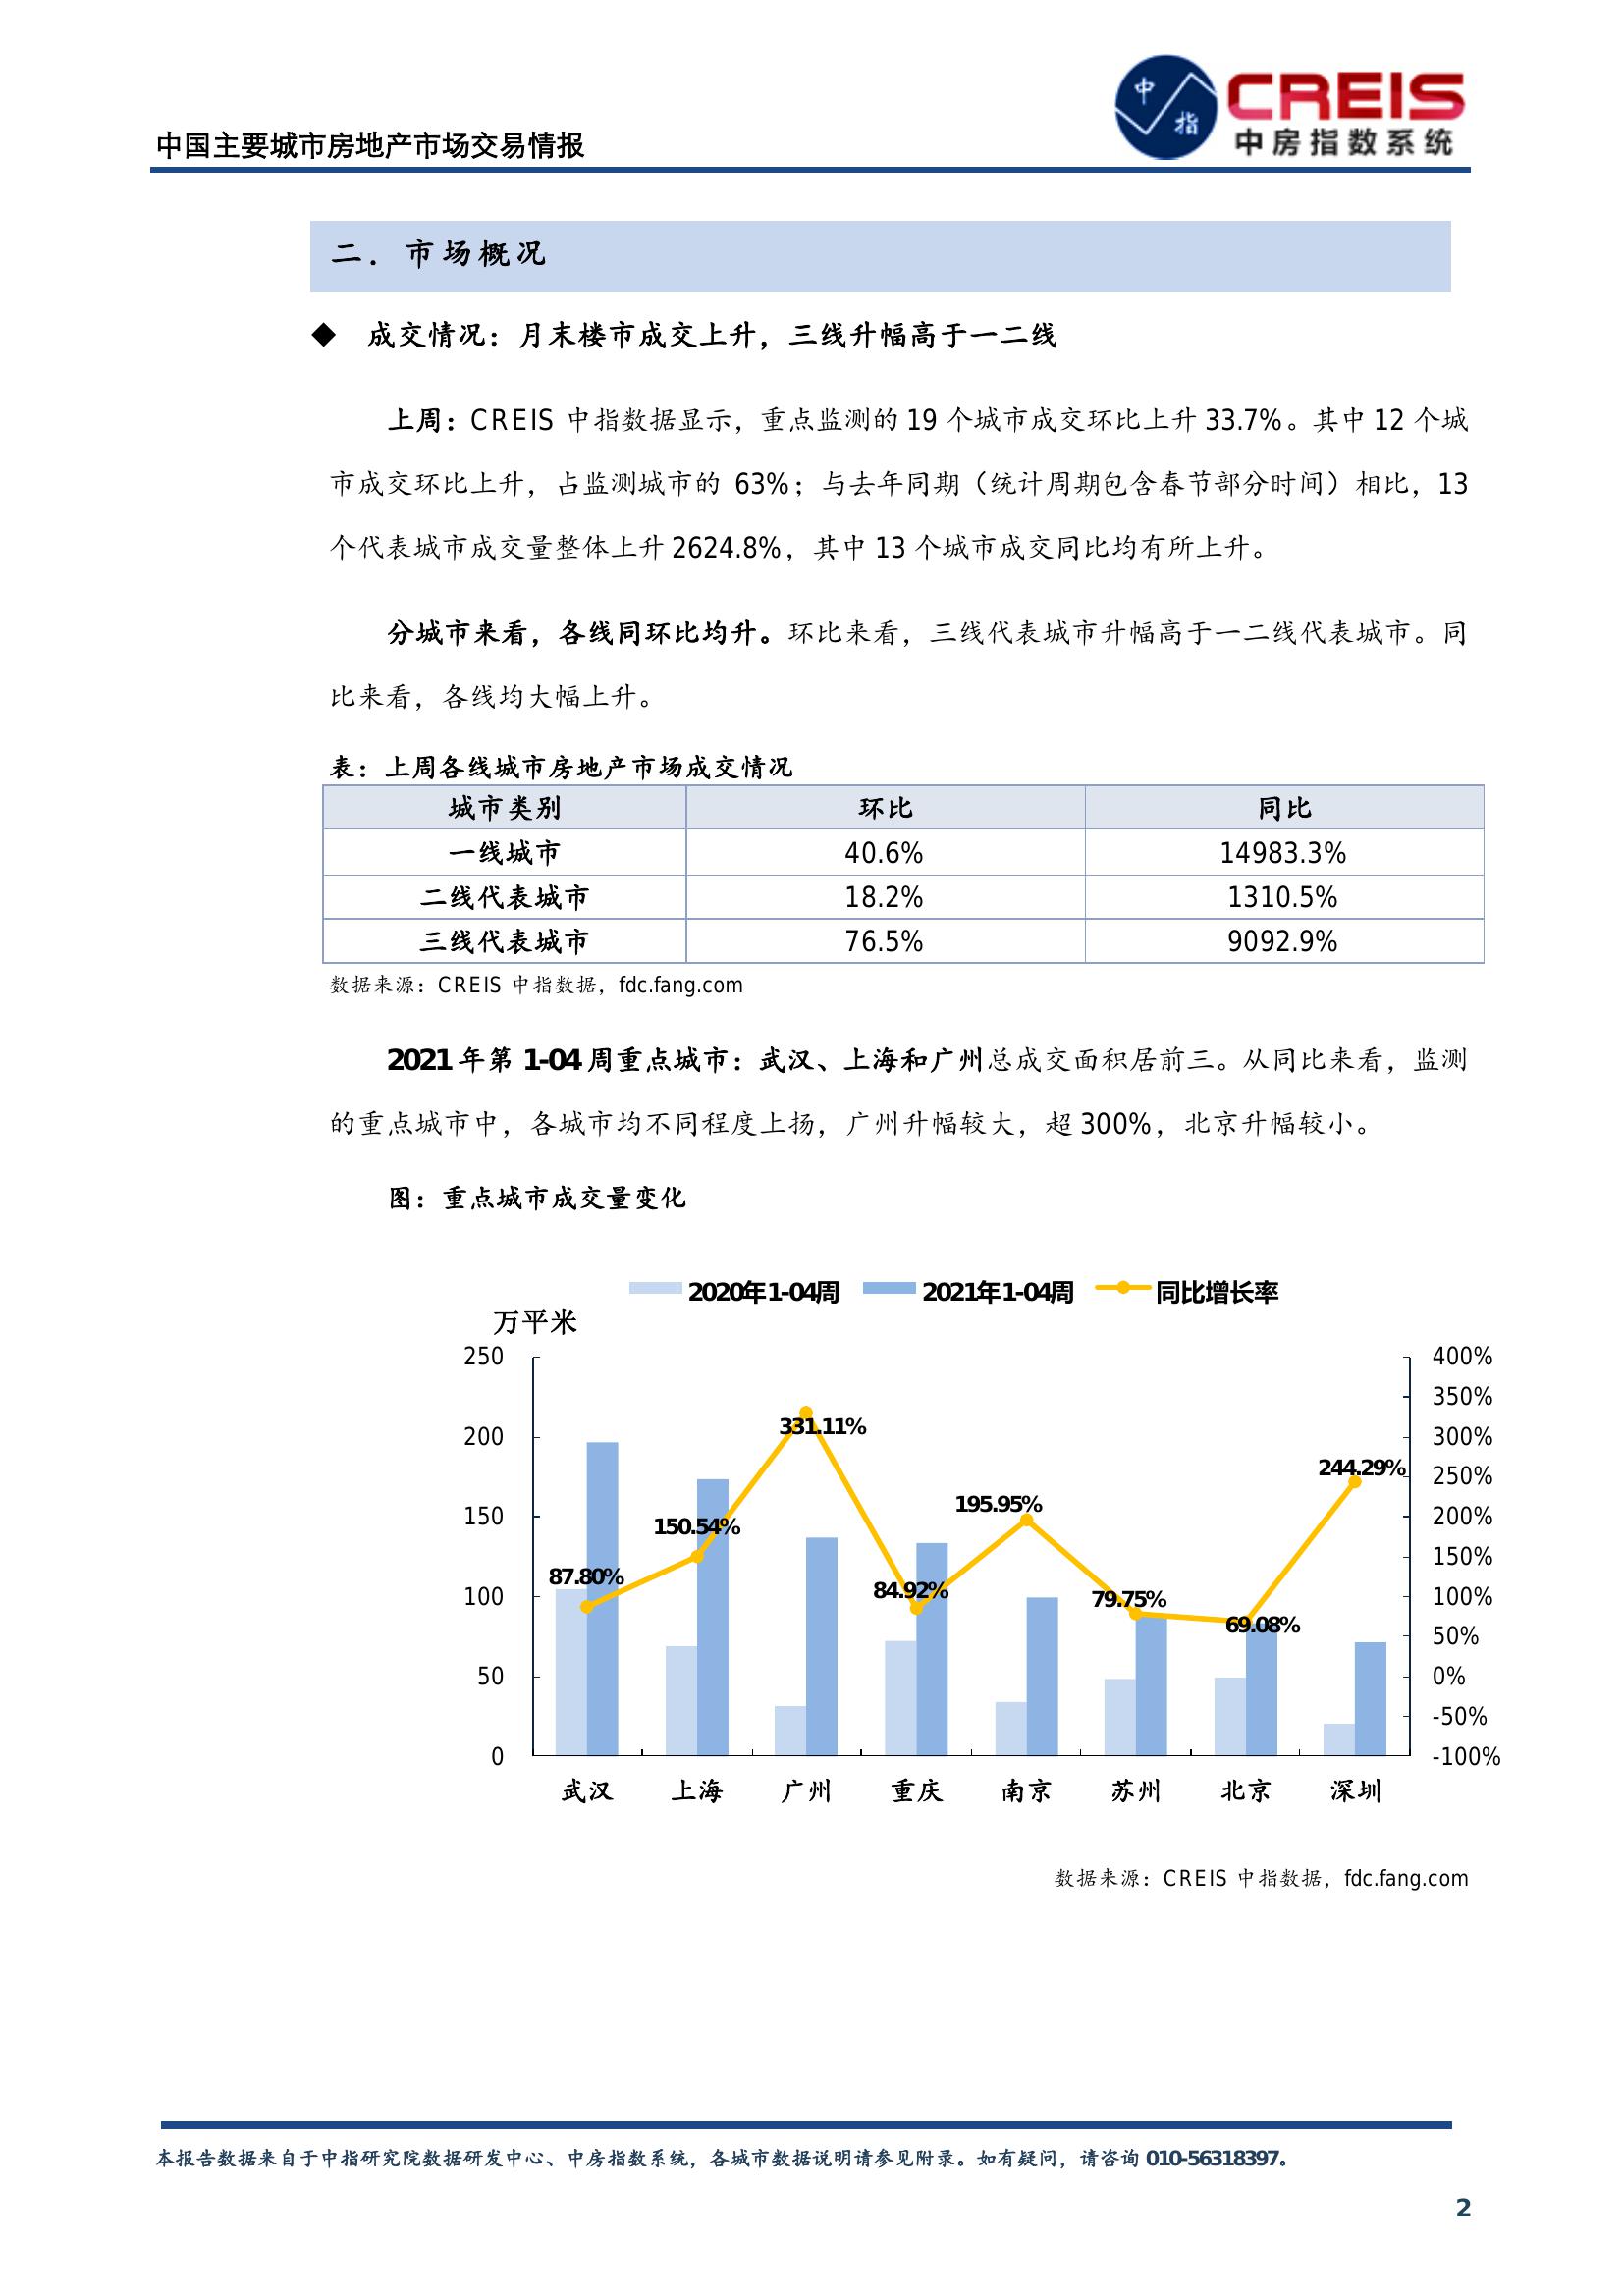 中国主要城市房地产市场交易情报
中 指
CREIS
中房指数系统
二．市场概况
◆ 成交情况：月末楼市成交上升，三线升幅高于一二线
上周：CREIS 中指数据显示，重点监测的 19 个城市成交环比上升 33.7%。其中 12 个城
市成交环比上升，占监测城市的 63%；与去年同期（统计周期包含春节部分时间）相比，13
个代表城市成交量整体上升 2624.8%，其中 13 个城市成交同比均有所上升。
分城市来看，各线同环比均升。环比来看，三线代表城市升幅高于一二线代表城市。同
比来看，各线均大幅上升。
表：上周各线城市房地产市场成交情况
城市类别 环比 同比
一线城市 40.6% 14983.3%
二线代表城市 18.2% 1310.5%
三线代表城市 76.5% 9092.9%
数据来源：CREIS 中指数据，fdc.fang.com
2021 年第 1-04 周重点城市：武汉、上海和广州总成交面积居前三。从同比来看，监测
的重点城市中，各城市均不同程度上扬，广州升幅较大，超 300%，北京升幅较小。
图：重点城市成交量变化
2020年1-04周 2021年1-04周 同比增长率
万平米
250 400%
350%
200 300%
250%
150 200%
150%
100 100%
50%
50 0%
-50%
0 -100%
87.80% 150.54% 331.11% 84.92% 195.95% 79.75% 69.08% 244.29%
武汉 上海 广州 重庆 南京 苏州 北京 深圳
数据来源：CREIS 中指数据，fdc.fang.com
本报告数据来自于中指研究院数据研发中心、中房指数系统，各城市数据说明请参见附录。如有疑问，请咨询 010-56318397。
2